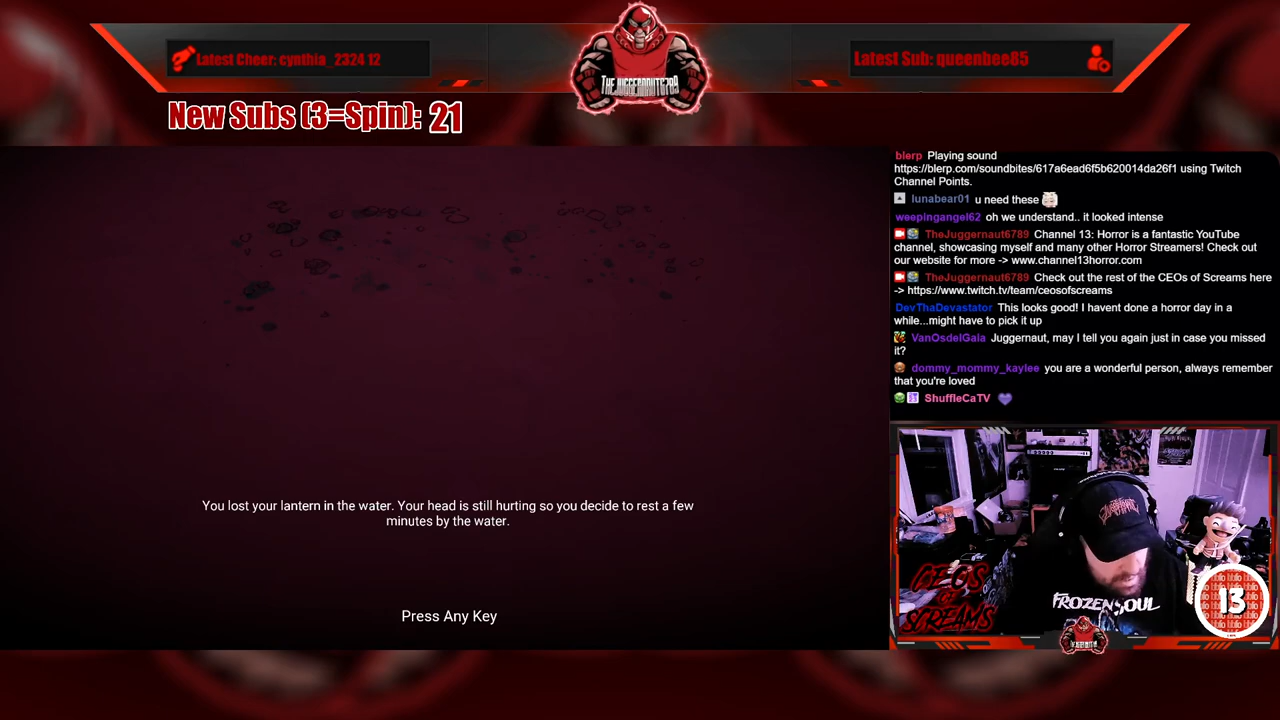 Latest Cheer: cynthia_2324 12
THEJUGGERNAUT6789
Latest Sub: queenbee85
New Subs (3=Spin): 21
blerp Playing sound
https://blerp.com/soundbites/617a6ead6f5b620014da26f1 using Twitch
Channel Points.
lunabear01 u need these
weepingangel62 oh we understand.. it looked intense
TheJuggernaut6789 Channel 13: Horror is a fantastic YouTube
channel, showcasing myself and many other Horror Streamers! Check out
our website for more -> www.channel13horror.com
TheJuggernaut6789 Check out the rest of the CEOs of Screams here
-> https://www.twitch.tv/team/ceosofscreams
DevThaDevastator This looks good! I havent done a horror day in a
while...might have to pick it up
VanOsdelGaia Juggernaut, may I tell you again just in case you missed
it?
dommy_mommy_kaylee you are a wonderful person, always remember
that you're loved
ShuffleCaTV
You lost your lantern in the water. Your head is still hurting so you decide to rest a few
minutes by the water.
Press Any Key
CEOS
OF
SCREAMS
FROZEN SOUL
13